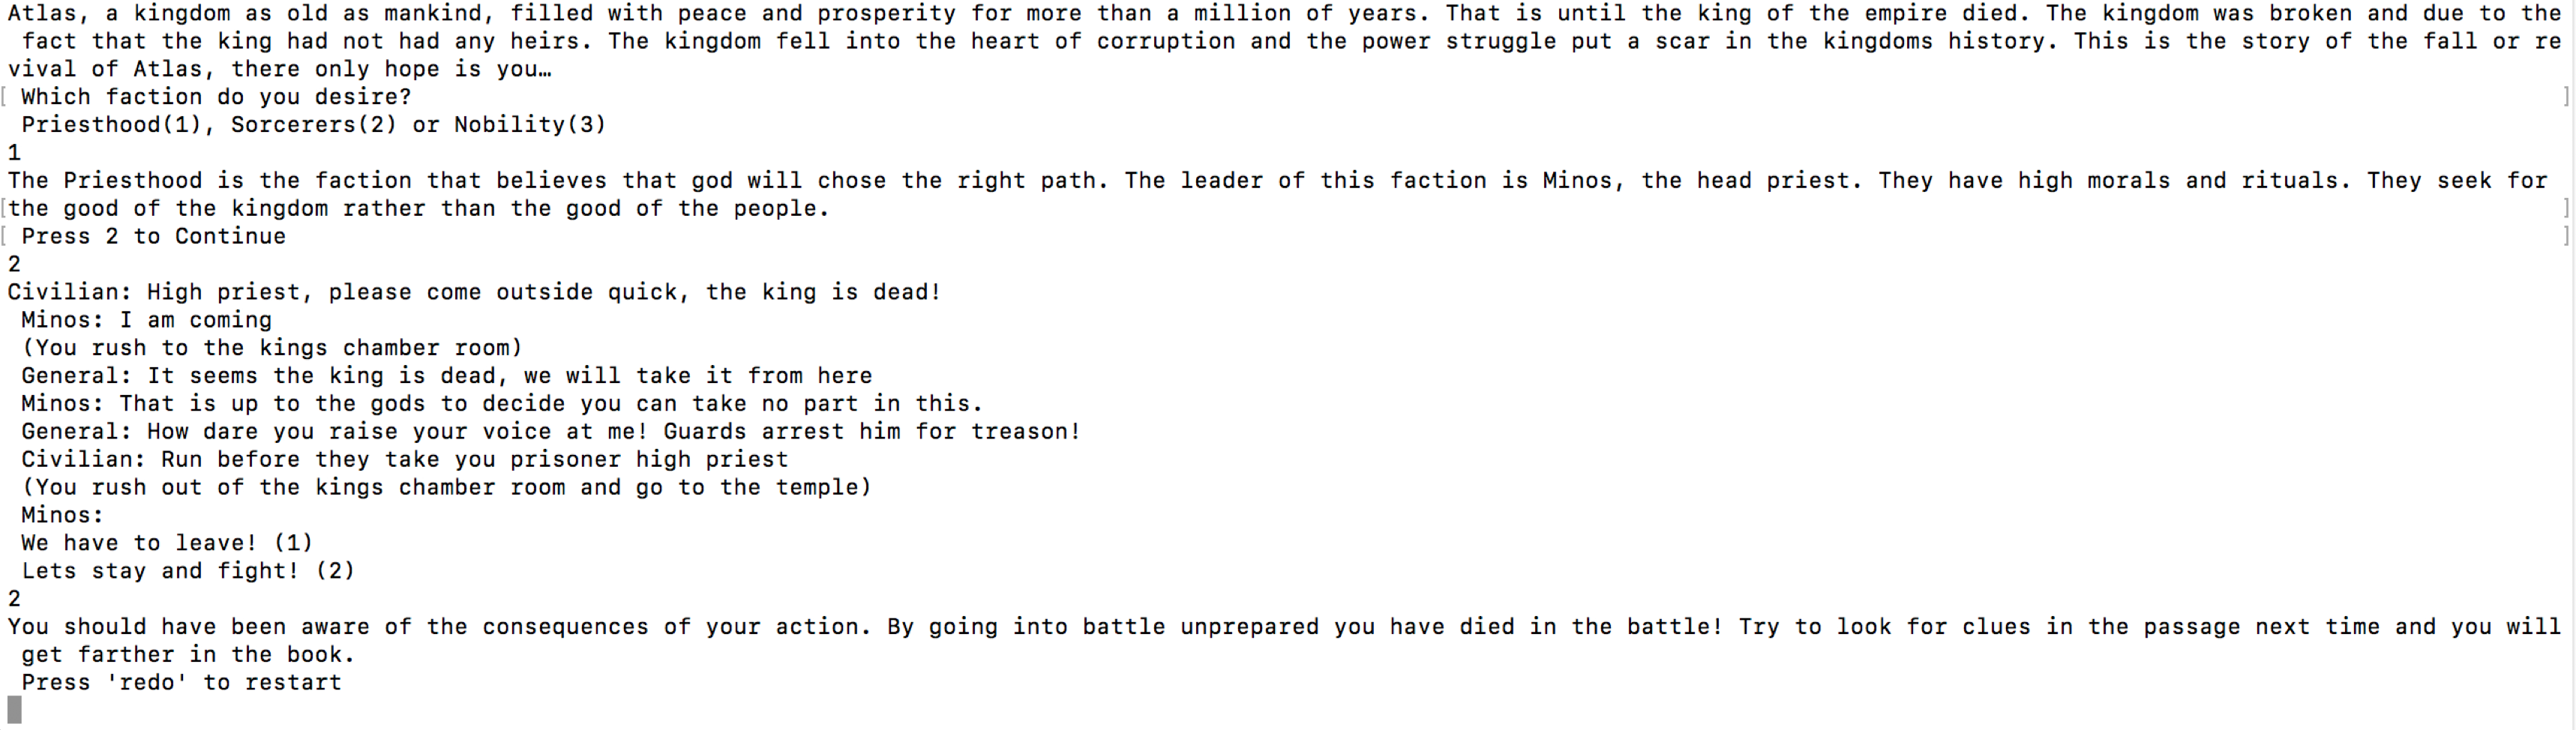 Atlas, a kingdom as old as mankind, filled with peace and prosperity for more than a million of years. That is until the king of the empire died. The kingdom was broken and due to the
fact that the king had not had any heirs. The kingdom fell into the heart of corruption and the power struggle put a scar in the kingdoms history. This is the story of the fall or re
vival of Atlas, there only hope is you…
[ Which faction do you desire? ]
Priesthood(1), Sorcerers(2) or Nobility(3)
1
The Priesthood is the faction that believes that god will chose the right path. The leader of this faction is Minos, the head priest. They have high morals and rituals. They seek for
[the good of the kingdom rather than the good of the people. ]
[ Press 2 to Continue ]
2
Civilian: High priest, please come outside quick, the king is dead!
Minos: I am coming
(You rush to the kings chamber room)
General: It seems the king is dead, we will take it from here
Minos: That is up to the gods to decide you can take no part in this.
General: How dare you raise your voice at me! Guards arrest him for treason!
Civilian: Run before they take you prisoner high priest
(You rush out of the kings chamber room and go to the temple)
Minos:
We have to leave! (1)
Lets stay and fight! (2)
2
You should have been aware of the consequences of your action. By going into battle unprepared you have died in the battle! Try to look for clues in the passage next time and you will
get farther in the book.
Press 'redo' to restart